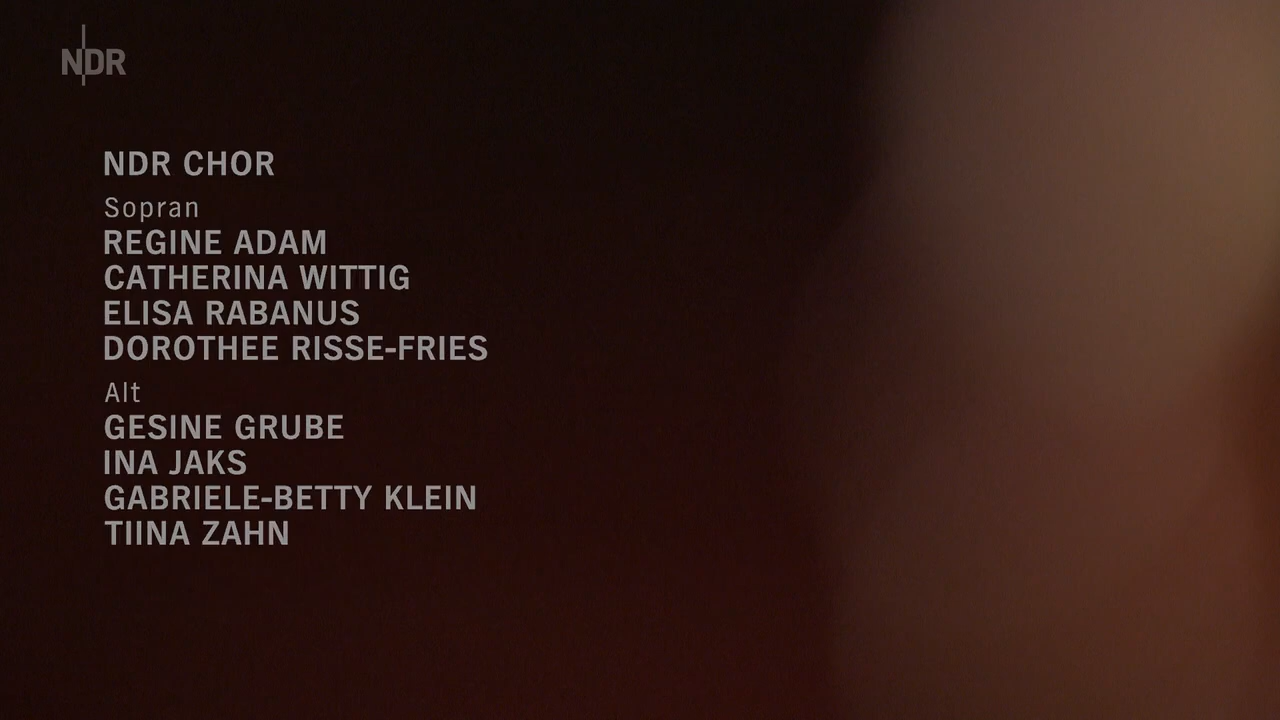 NDR
NDR CHOR
Sopran
REGINE ADAM
CATHERINA WITTIG
ELISA RABANUS
DOROTHEE RISSE-FRIES
Alt
GESINE GRUBE
INA JAKS
GABRIELE-BETTY KLEIN
TIINA ZAHN